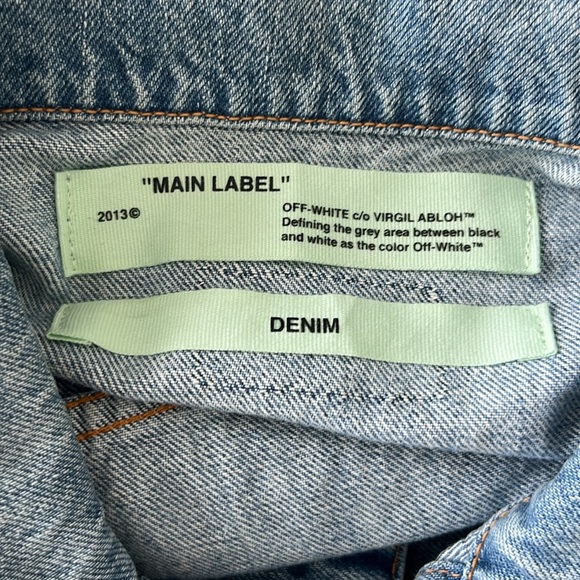 "MAIN LABEL"
2013©
OFF-WHITE c/o VIRGIL ABLOH™
Defining the grey area between black
and white as the color Off-White™
DENIM